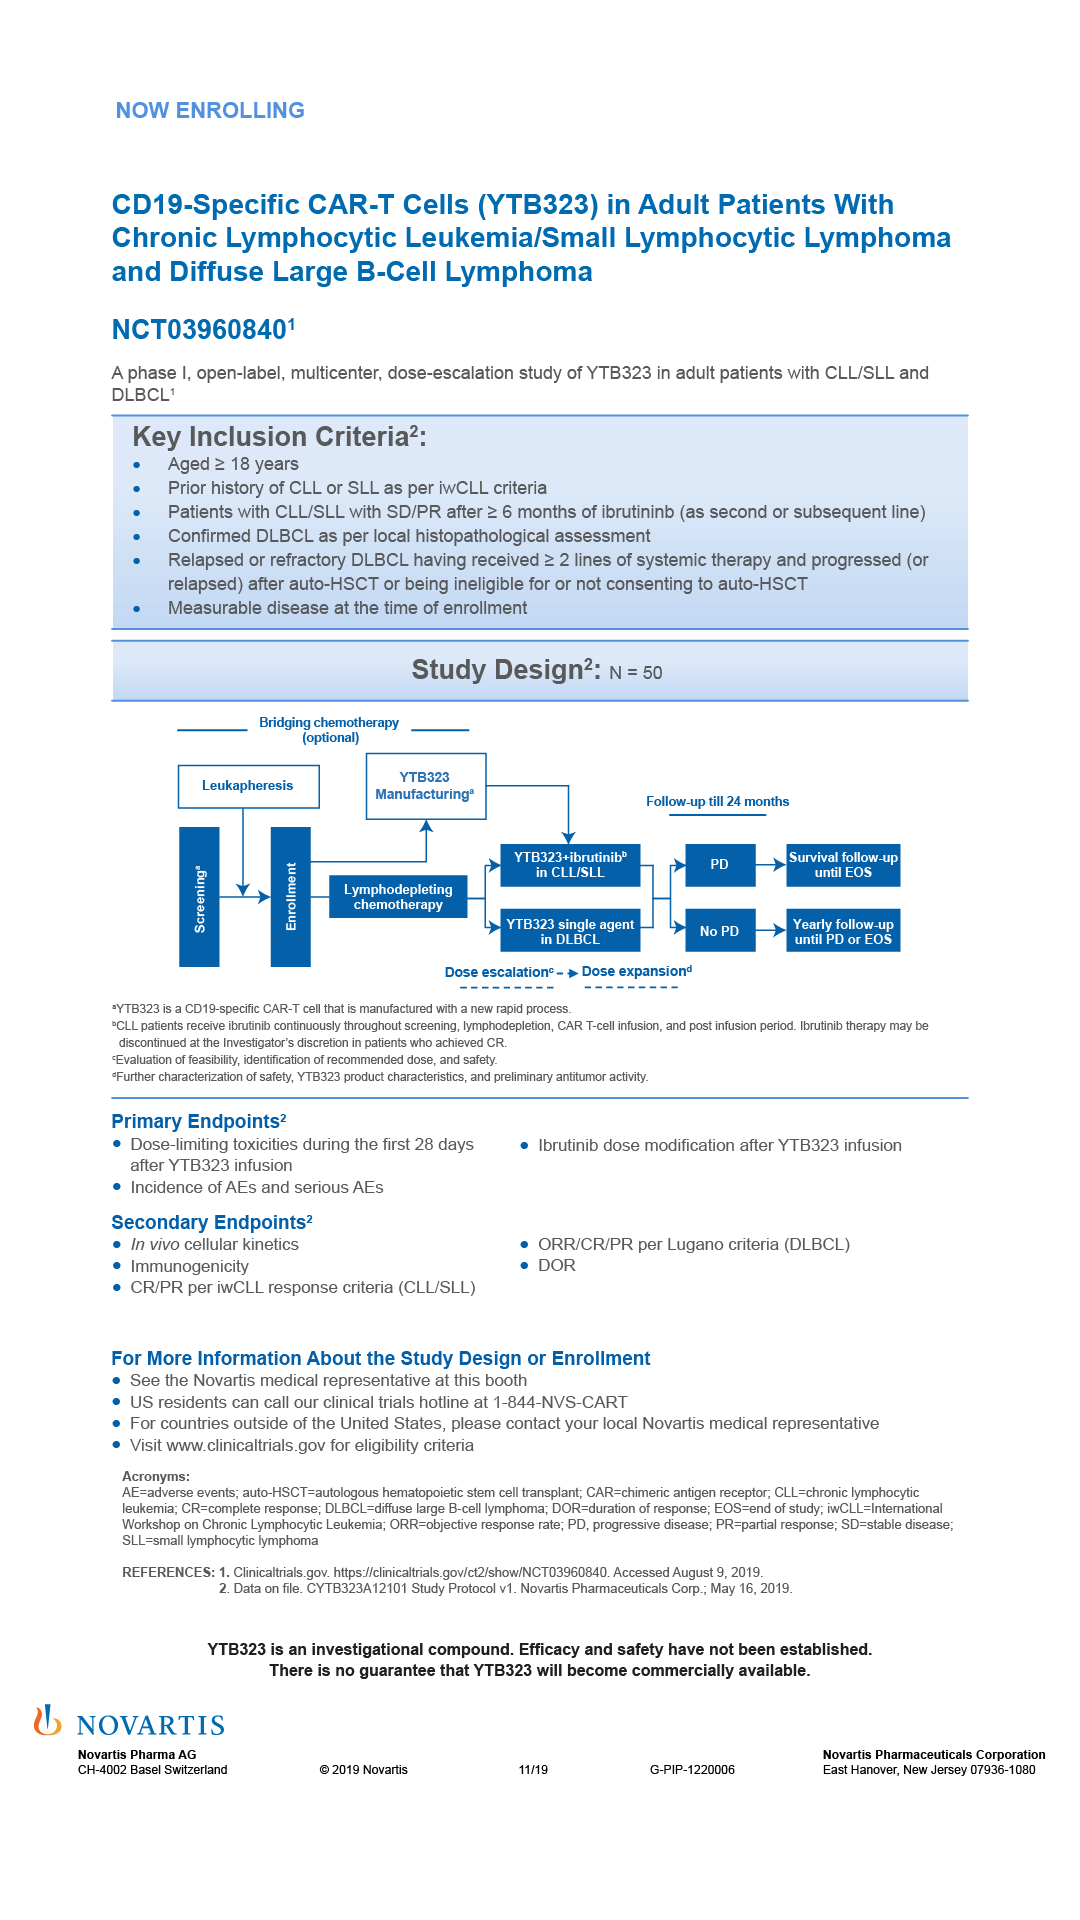 NOW ENROLLING
CD19-Specific CAR-T Cells (YTB323) in Adult Patients With
Chronic Lymphocytic Leukemia/Small Lymphocytic Lymphoma
and Diffuse Large B-Cell Lymphoma
NCT03960840¹
A phase I, open-label, multicenter, dose-escalation study of YTB323 in adult patients with CLL/SLL and
DLBCL¹
Key Inclusion Criteria²:
• Aged ≥ 18 years
• Prior history of CLL or SLL as per iwCLL criteria
• Patients with CLL/SLL with SD/PR after ≥ 6 months of ibrutininb (as second or subsequent line)
• Confirmed DLBCL as per local histopathological assessment
• Relapsed or refractory DLBCL having received ≥ 2 lines of systemic therapy and progressed (or
relapsed) after auto-HSCT or being ineligible for or not consenting to auto-HSCT
• Measurable disease at the time of enrollment
Study Design²: N = 50
Bridging chemotherapy
(optional)
Leukapheresis
YTB323
Manufacturingᵃ
Follow-up till 24 months
Screeningᵃ
Enrollment
Lymphodepleting
chemotherapy
YTB323+ibrutinibᵇ
in CLL/SLL
YTB323 single agent
in DLBCL
PD
No PD
Survival follow-up
until EOS
Yearly follow-up
until PD or EOS
Dose escalationᶜ
Dose expansionᵈ
ᵃYTB323 is a CD19-specific CAR-T cell that is manufactured with a new rapid process.
ᵇCLL patients receive ibrutinib continuously throughout screening, lymphodepletion, CAR T-cell infusion, and post infusion period. Ibrutinib therapy may be
discontinued at the Investigator's discretion in patients who achieved CR.
ᶜEvaluation of feasibility, identification of recommended dose, and safety.
ᵈFurther characterization of safety, YTB323 product characteristics, and preliminary antitumor activity.
Primary Endpoints²
• Dose-limiting toxicities during the first 28 days
after YTB323 infusion
• Incidence of AEs and serious AEs
• Ibrutinib dose modification after YTB323 infusion
Secondary Endpoints²
• In vivo cellular kinetics
• Immunogenicity
• CR/PR per iwCLL response criteria (CLL/SLL)
• ORR/CR/PR per Lugano criteria (DLBCL)
• DOR
For More Information About the Study Design or Enrollment
• See the Novartis medical representative at this booth
• US residents can call our clinical trials hotline at 1-844-NVS-CART
• For countries outside of the United States, please contact your local Novartis medical representative
• Visit www.clinicaltrials.gov for eligibility criteria
Acronyms:
AE=adverse events; auto-HSCT=autologous hematopoietic stem cell transplant; CAR=chimeric antigen receptor; CLL=chronic lymphocytic
leukemia; CR=complete response; DLBCL=diffuse large B-cell lymphoma; DOR=duration of response; EOS=end of study; iwCLL=International
Workshop on Chronic Lymphocytic Leukemia; ORR=objective response rate; PD, progressive disease; PR=partial response; SD=stable disease;
SLL=small lymphocytic lymphoma
REFERENCES: 1. Clinicaltrials.gov. https://clinicaltrials.gov/ct2/show/NCT03960840. Accessed August 9, 2019.
2. Data on file. CYTB323A12101 Study Protocol v1. Novartis Pharmaceuticals Corp.; May 16, 2019.
YTB323 is an investigational compound. Efficacy and safety have not been established.
There is no guarantee that YTB323 will become commercially available.
NOVARTIS
Novartis Pharma AG
CH-4002 Basel Switzerland
© 2019 Novartis
11/19
G-PIP-1220006
Novartis Pharmaceuticals Corporation
East Hanover, New Jersey 07936-1080